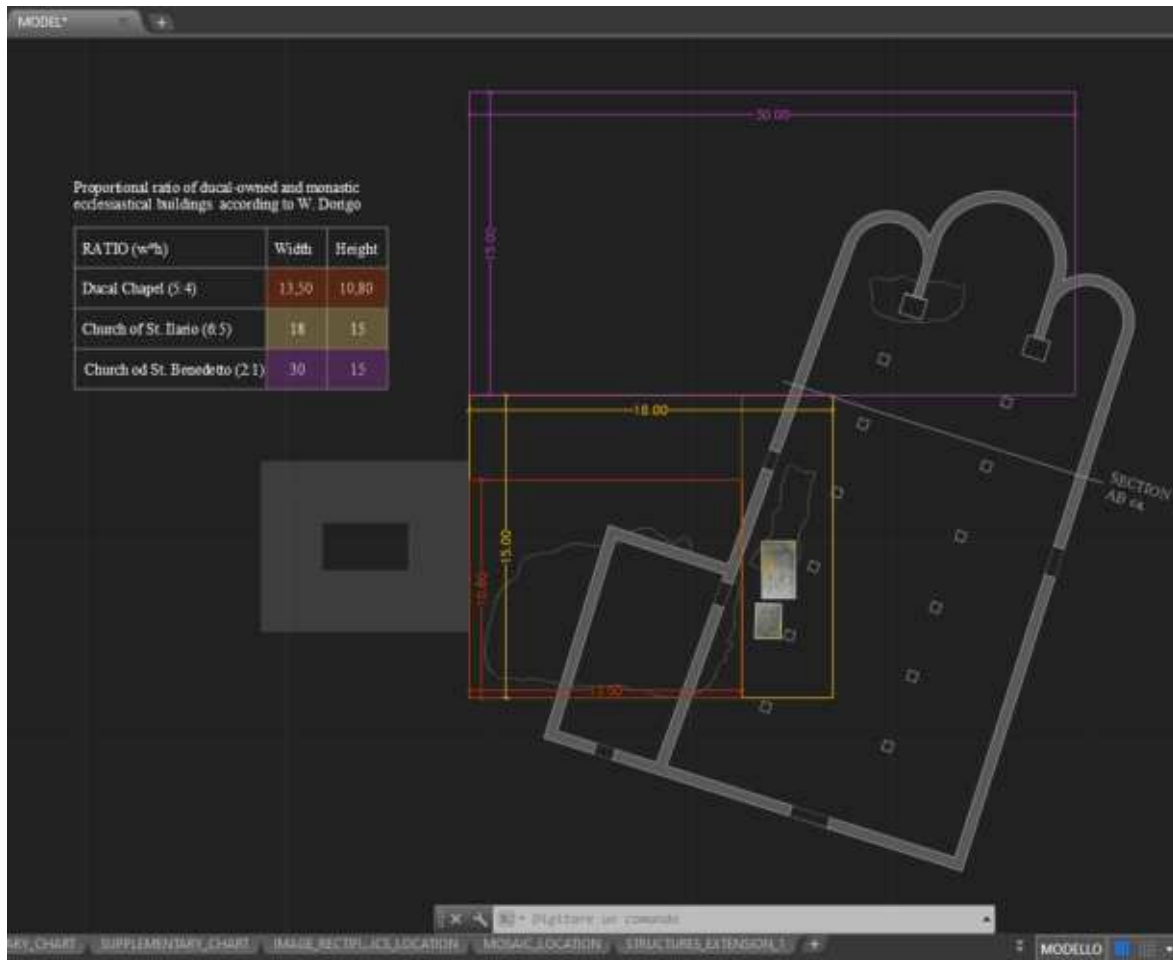 MODEL*
Proportional ratio of ducal-owned and monastic
ecclesiastical buildings according to W. Dorigo
RATIO (w*h) Width Height
Ducal Chapel (5:4) 13,50 10,80
Church of St. Ilario (6:5) 18 15
Church od St. Benedetto (2:1) 30 15
30.00
15.00
18.00
15.00
10.80
13.50
SECTION
AB ca.
Digitare un comando
ARY_CHART SUPPLEMENTARY_CHART IMAGE_RECTIFI...ICS_LOCATION MOSAIC_LOCATION STRUCTURES_EXTENSION_1
MODELLO